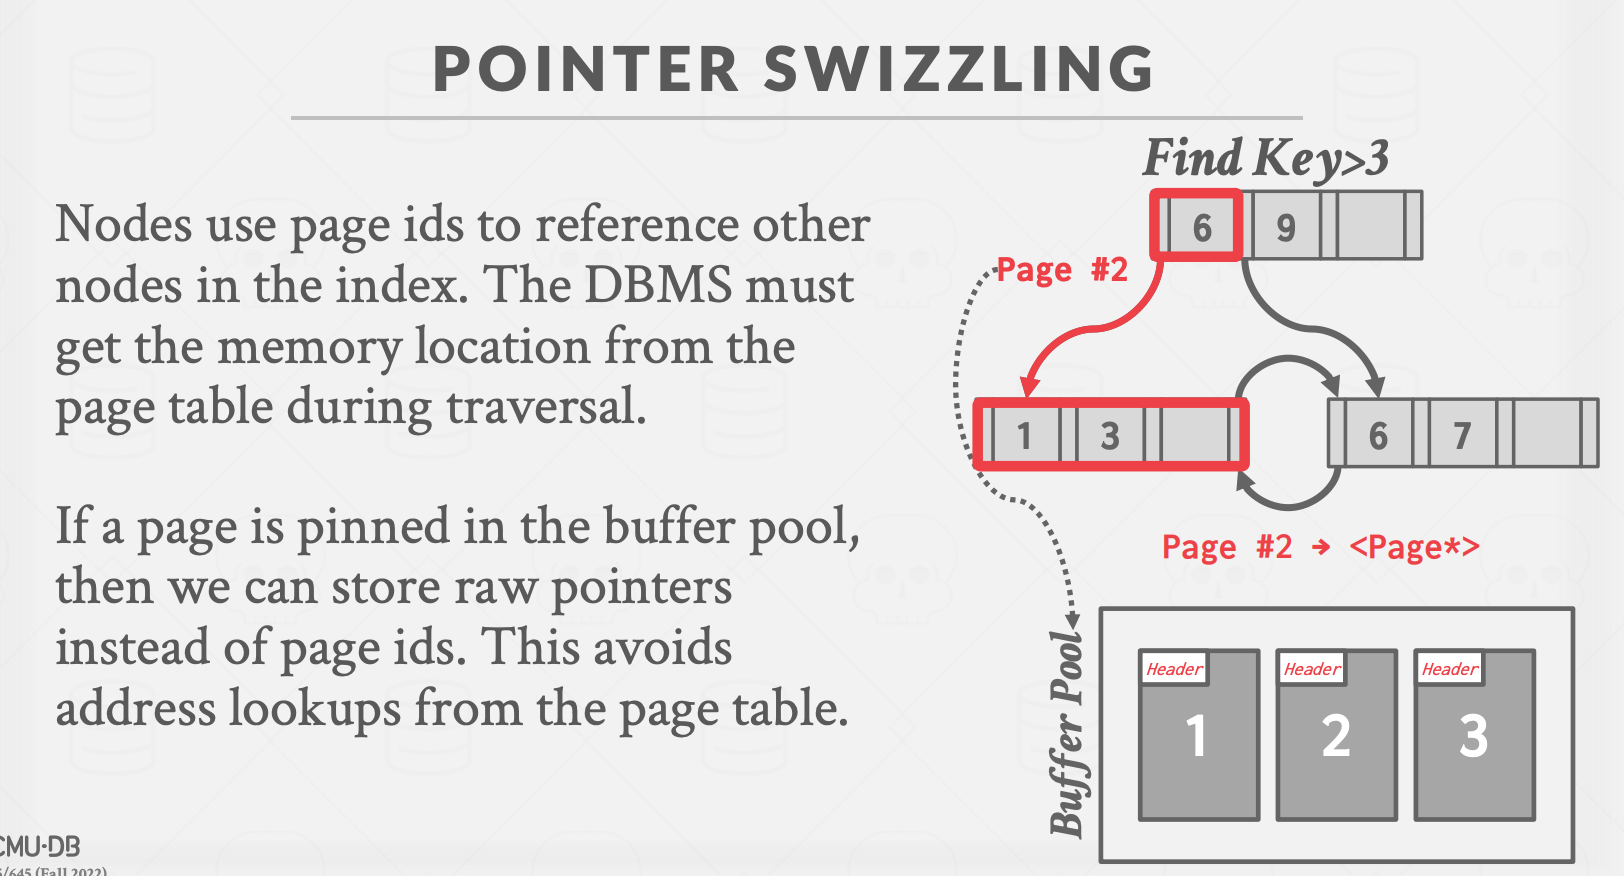 POINTER SWIZZLING
Nodes use page ids to reference other
nodes in the index. The DBMS must
get the memory location from the
page table during traversal.
If a page is pinned in the buffer pool,
then we can store raw pointers
instead of page ids. This avoids
address lookups from the page table.
Find Key>3
6 9
Page #2
1 3
6 7
Page #2 → <Page*>
Buffer Pool
Header Header Header
1 2 3
CMU·DB
/645 (Fall 2022)